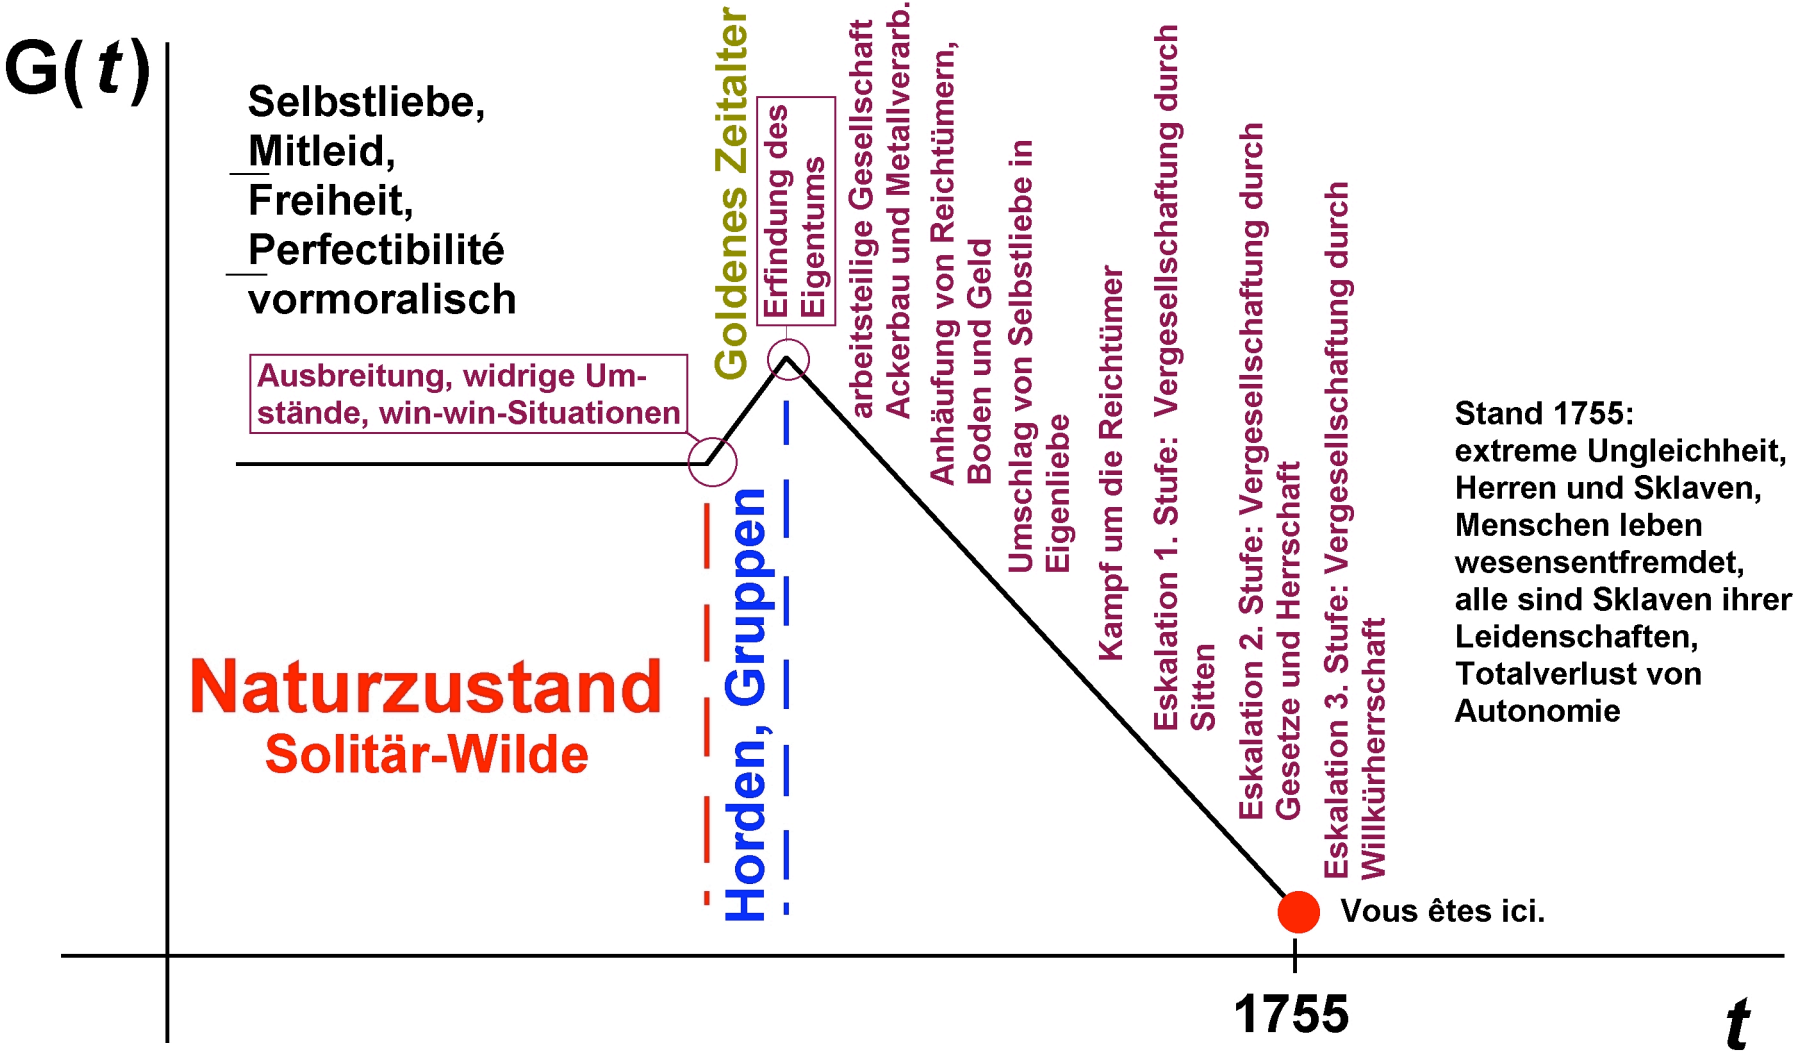 G(t)
Selbstliebe,
Mitleid,
Freiheit,
Perfectibilité
vormoralisch
Ausbreitung, widrige Um-
stände, win-win-Situationen
Naturzustand
Solitär-Wilde
Horden, Gruppen
Goldenes Zeitalter
Erfindung des
Eigentums
arbeitsteilige Gesellschaft
Ackerbau und Metallverarb.
Anhäufung von Reichtümern,
Boden und Geld
Umschlag von Selbstliebe in
Eigenliebe
Kampf um die Reichtümer
Eskalation 1. Stufe: Vergesellschaftung durch
Sitten
Eskalation 2. Stufe: Vergesellschaftung durch
Gesetze und Herrschaft
Eskalation 3. Stufe: Vergesellschaftung durch
Willkürherrschaft
Stand 1755:
extreme Ungleichheit,
Herren und Sklaven,
Menschen leben
wesensentfremdet,
alle sind Sklaven ihrer
Leidenschaften,
Totalverlust von
Autonomie
Vous êtes ici.
1755
t